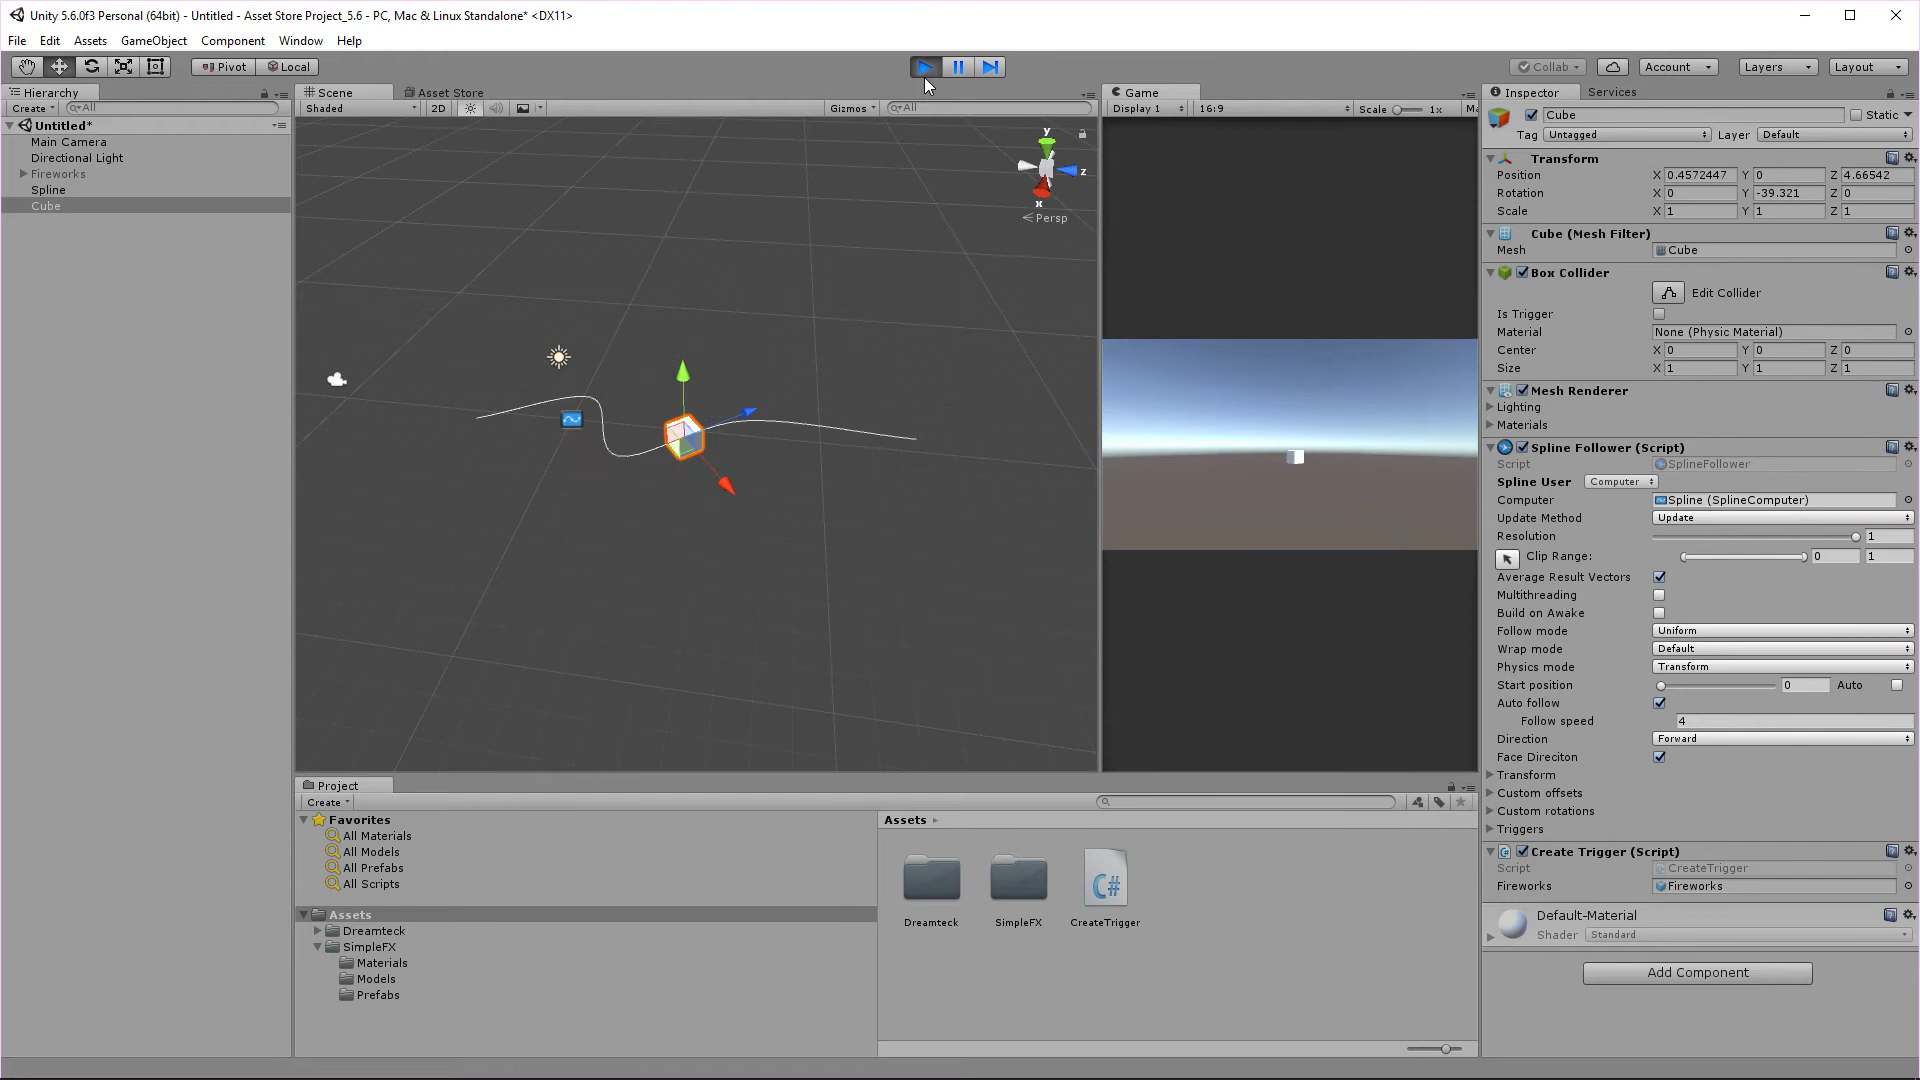 Unity 5.6.0f3 Personal (64bit) - Untitled - Asset Store Project_5.6 - PC, Mac & Linux Standalone* <DX11>
File Edit Assets GameObject Component Window Help
Pivot Local Collab Account Layers Layout
Hierarchy
Create All
Untitled*
Main Camera
Directional Light
Fireworks
Spline
Cube
Scene Asset Store
Shaded 2D Gizmos All
y
z
x
Persp
Game
Display 1 16:9 Scale 1x Ma
Project
Create
Favorites
All Materials
All Models
All Prefabs
All Scripts
Assets
Dreamteck
SimpleFX
Materials
Models
Prefabs
Assets
C#
Dreamteck SimpleFX CreateTrigger
Inspector Services
Cube Static
Tag Untagged Layer Default
Transform
Position X 0.4572447 Y 0 Z 4.66542
Rotation X 0 Y -39.321 Z 0
Scale X 1 Y 1 Z 1
Cube (Mesh Filter)
Mesh Cube
Box Collider
Edit Collider
Is Trigger
Material None (Physic Material)
Center X 0 Y 0 Z 0
Size X 1 Y 1 Z 1
Mesh Renderer
Lighting
Materials
Spline Follower (Script)
Script SplineFollower
Spline User Computer
Computer Spline (SplineComputer)
Update Method Update
Resolution 1
Clip Range: 0 1
Average Result Vectors
Multithreading
Build on Awake
Follow mode Uniform
Wrap mode Default
Physics mode Transform
Start position 0 Auto
Auto follow
Follow speed 4
Direction Forward
Face Direciton
Transform
Custom offsets
Custom rotations
Triggers
Create Trigger (Script)
Script CreateTrigger
Fireworks Fireworks
Default-Material
Shader Standard
Add Component